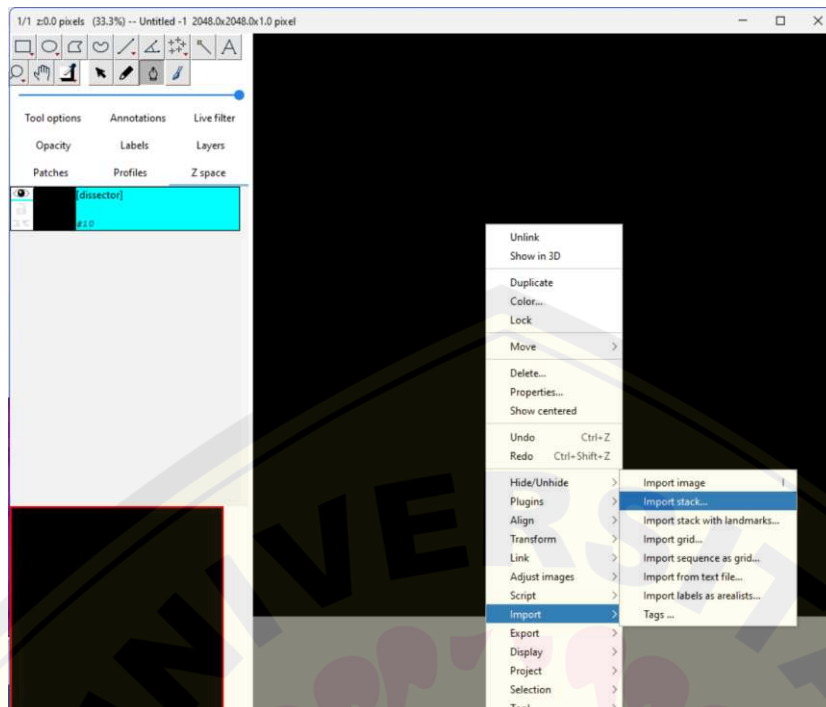 1/1 z:0.0 pixels (33.3%) -- Untitled -1 2048.0x2048.0x1.0 pixel
Tool options Annotations Live filter
Opacity Labels Layers
Patches Profiles Z space
[dissector]
#10
Unlink
Show in 3D
Duplicate
Color...
Lock
Move >
Delete...
Properties...
Show centered
Undo Ctrl+Z
Redo Ctrl+Shift+Z
Hide/Unhide >
Plugins >
Align >
Transform >
Link >
Adjust images >
Script >
Import >
Export >
Display >
Project >
Selection >
Tool >
Import image I
Import stack...
Import stack with landmarks...
Import grid...
Import sequence as grid...
Import from text file...
Import labels as arealists...
Tags ...
UNIVERSITA